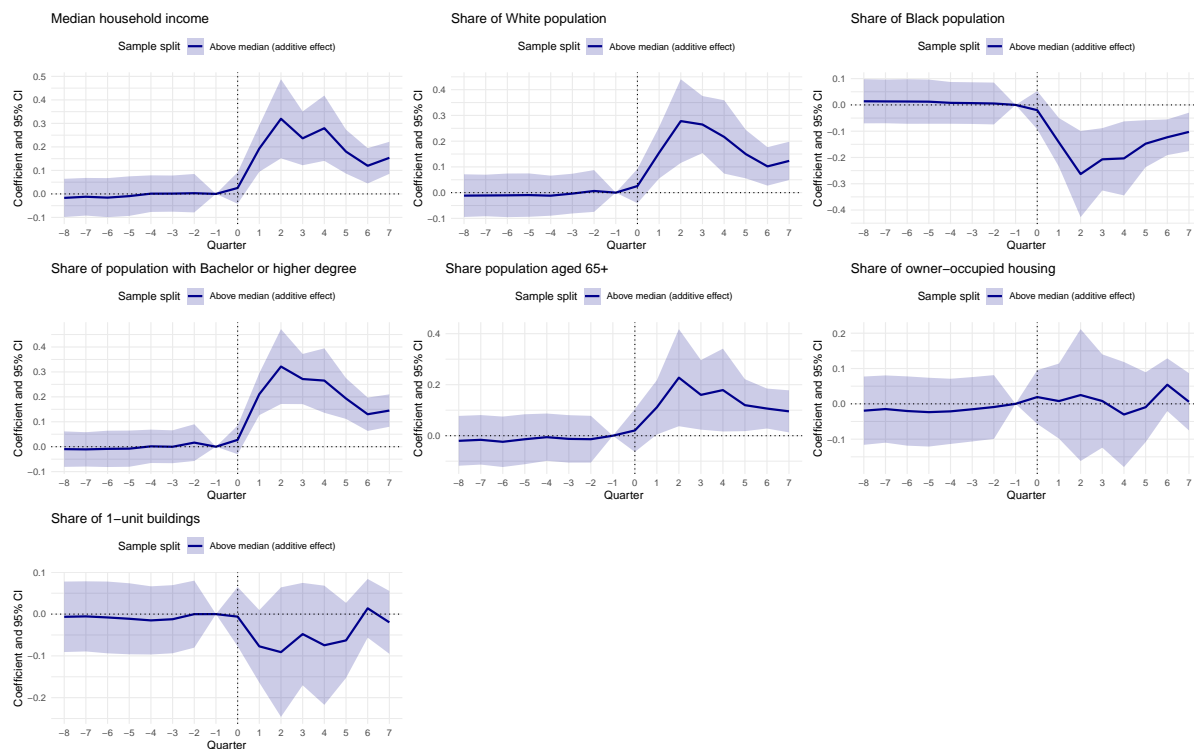 Median household income
Sample split Above median (additive effect)
Coefficient and 95% CI
0.5
0.4
0.3
0.2
0.1
0.0
−0.1
−8 −7 −6 −5 −4 −3 −2 −1 0 1 2 3 4 5 6 7
Quarter
Share of White population
Sample split Above median (additive effect)
Coefficient and 95% CI
0.4
0.3
0.2
0.1
0.0
−0.1
−8 −7 −6 −5 −4 −3 −2 −1 0 1 2 3 4 5 6 7
Quarter
Share of Black population
Sample split Above median (additive effect)
Coefficient and 95% CI
0.1
0.0
−0.1
−0.2
−0.3
−0.4
−8 −7 −6 −5 −4 −3 −2 −1 0 1 2 3 4 5 6 7
Quarter
Share of population with Bachelor or higher degree
Sample split Above median (additive effect)
Coefficient and 95% CI
0.4
0.3
0.2
0.1
0.0
−0.1
−8 −7 −6 −5 −4 −3 −2 −1 0 1 2 3 4 5 6 7
Quarter
Share population aged 65+
Sample split Above median (additive effect)
Coefficient and 95% CI
0.4
0.2
0.0
−8 −7 −6 −5 −4 −3 −2 −1 0 1 2 3 4 5 6 7
Quarter
Share of owner−occupied housing
Sample split Above median (additive effect)
Coefficient and 95% CI
0.2
0.1
0.0
−0.1
−8 −7 −6 −5 −4 −3 −2 −1 0 1 2 3 4 5 6 7
Quarter
Share of 1−unit buildings
Sample split Above median (additive effect)
Coefficient and 95% CI
0.1
0.0
−0.1
−0.2
−8 −7 −6 −5 −4 −3 −2 −1 0 1 2 3 4 5 6 7
Quarter